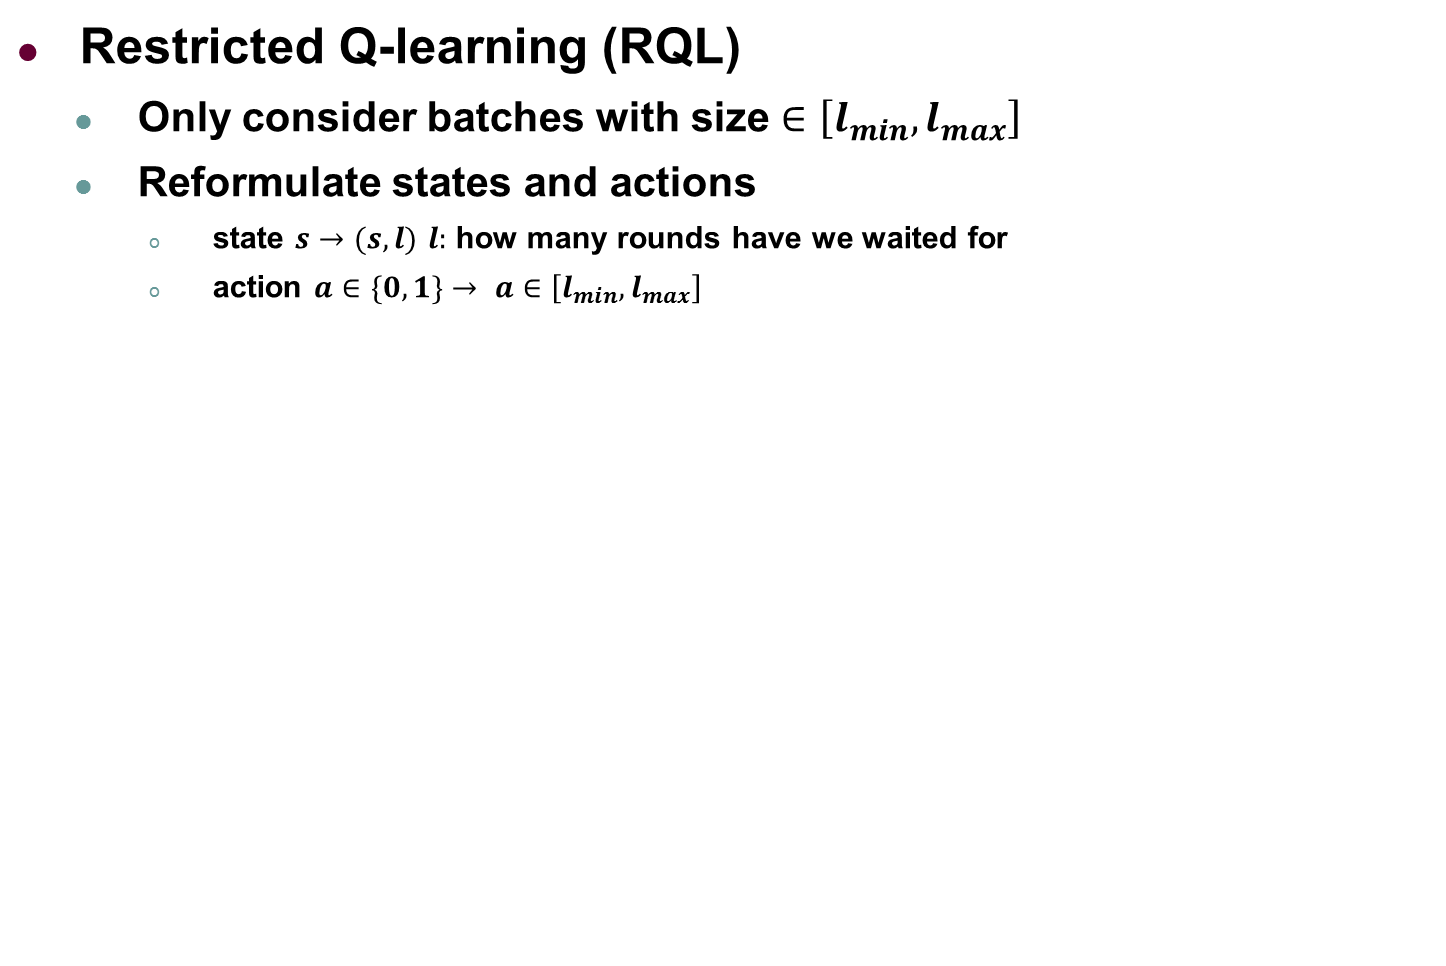 Restricted Q-learning (RQL)
Only consider batches with size ∈ [l_min, l_max]
Reformulate states and actions
state s → (s, l) l: how many rounds have we waited for
action a ∈ {0, 1} → a ∈ [l_min, l_max]